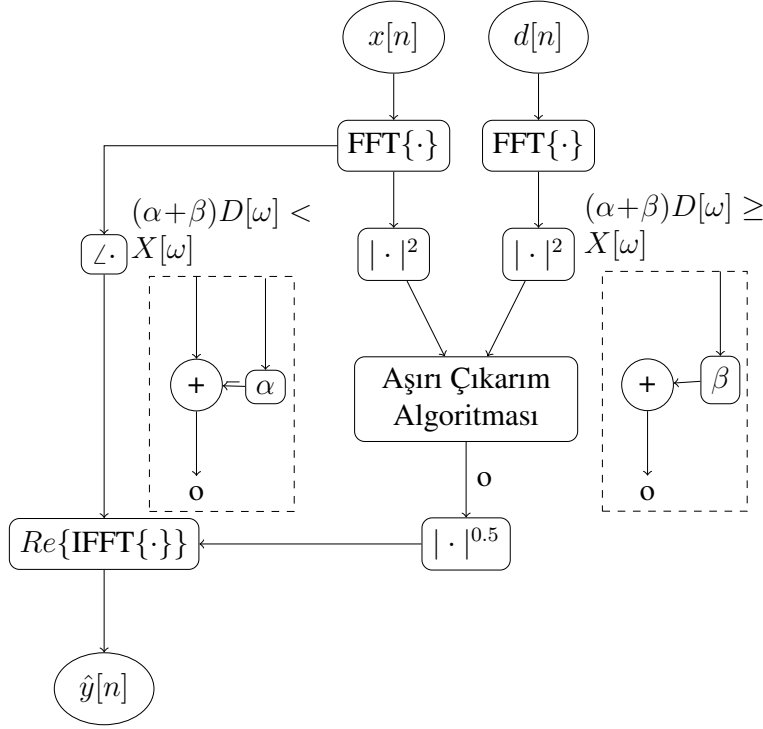 x[n]
d[n]
FFT{·}
FFT{·}
(α+β)D[ω] <
X[ω]
(α+β)D[ω] ≥
X[ω]
∠·
|·|²
|·|²
+
−
α
Aşırı Çıkarım
Algoritması
+
β
o
o
o
Re{IFFT{·}}
|·|^{0.5}
ŷ[n]